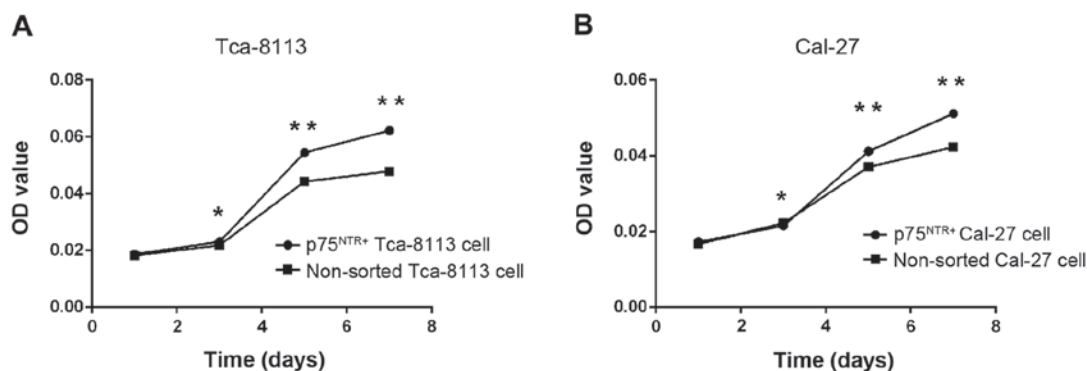 A
Tca-8113
0.08
0.06
0.04
0.02
0.00
OD value
*
* *
* *
p75NTR+ Tca-8113 cell
Non-sorted Tca-8113 cell
0 2 4 6 8
Time (days)
B
Cal-27
0.06
0.04
0.02
0.00
OD value
*
* *
* *
p75NTR+ Cal-27 cell
Non-sorted Cal-27 cell
0 2 4 6 8
Time (days)